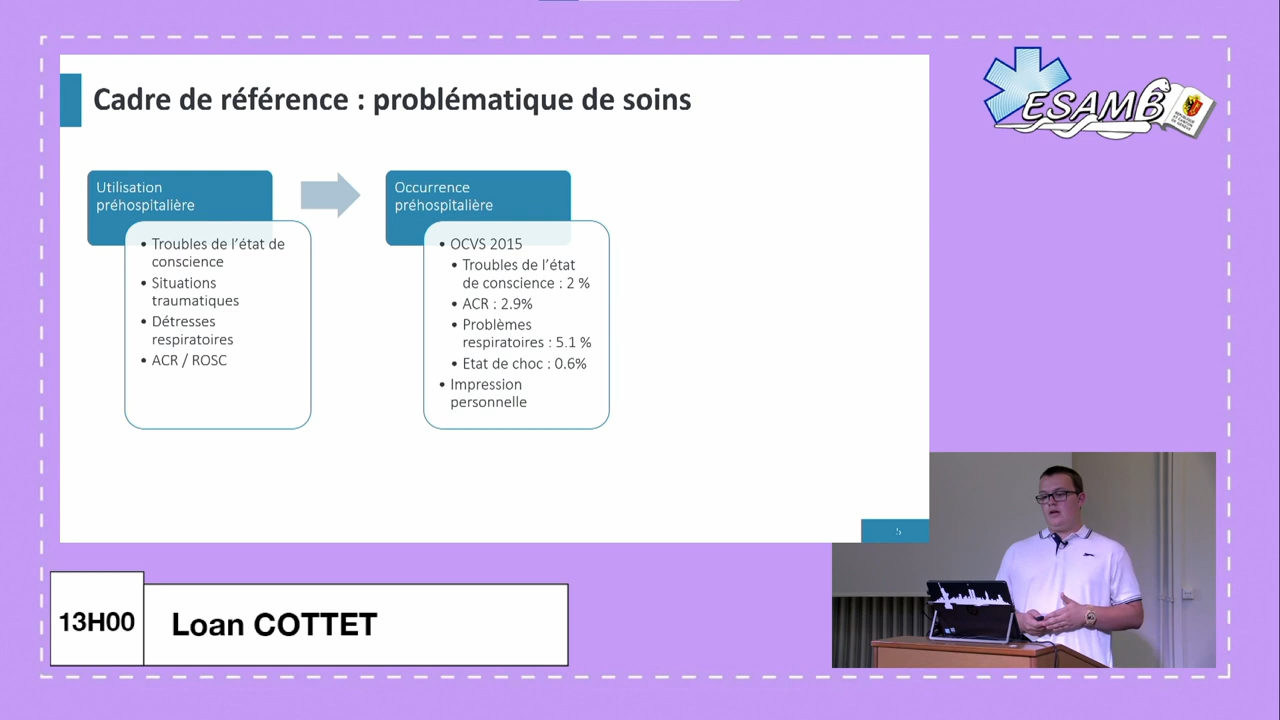 Cadre de référence : problématique de soins
ESAMB
Utilisation
préhospitalière
• Troubles de l'état de
conscience
• Situations
traumatiques
• Détresses
respiratoires
• ACR / ROSC
Occurrence
préhospitalière
• OCVS 2015
• Troubles de l'état
de conscience : 2 %
• ACR : 2.9%
• Problèmes
respiratoires : 5.1 %
• Etat de choc : 0.6%
• Impression
personnelle
5
13H00
Loan COTTET